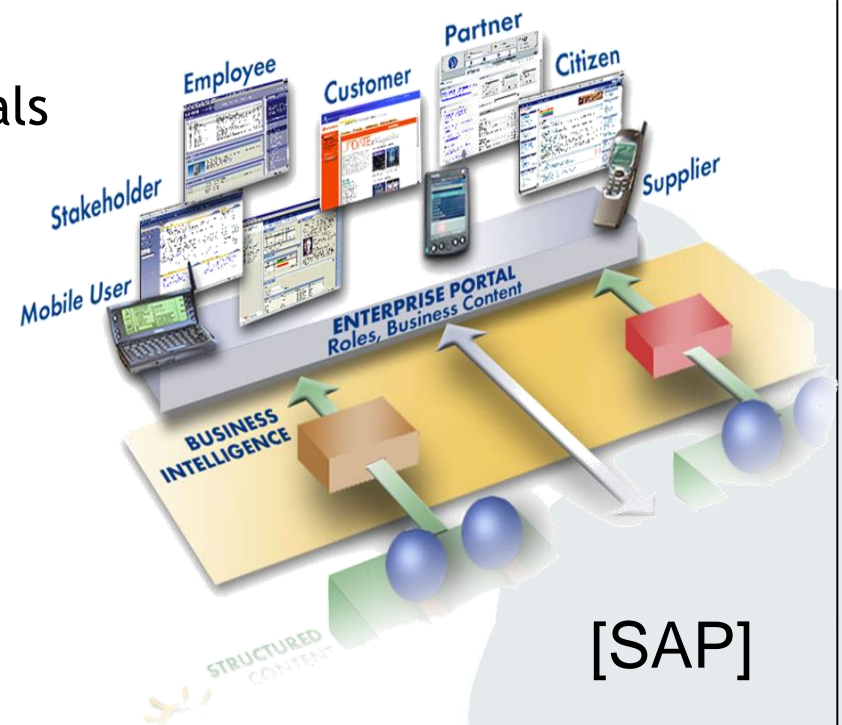 Partner
Employee
Customer
Citizen
als
Stakeholder
Supplier
Mobile User
ENTERPRISE PORTAL
Roles, Business Content
BUSINESS
INTELLIGENCE
STRUCTURED
CONTENT
[SAP]